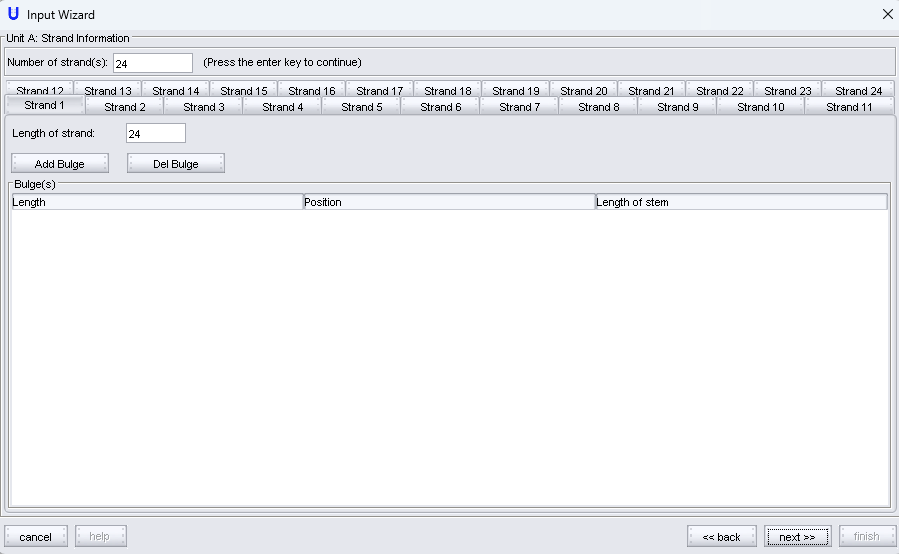 U Input Wizard
Unit A: Strand Information
Number of strand(s): 24 (Press the enter key to continue)
Strand 12 Strand 13 Strand 14 Strand 15 Strand 16 Strand 17 Strand 18 Strand 19 Strand 20 Strand 21 Strand 22 Strand 23 Strand 24
Strand 1 Strand 2 Strand 3 Strand 4 Strand 5 Strand 6 Strand 7 Strand 8 Strand 9 Strand 10 Strand 11
Length of strand: 24
Add Bulge Del Bulge
Bulge(s)
Length Position Length of stem
cancel help << back next >> finish